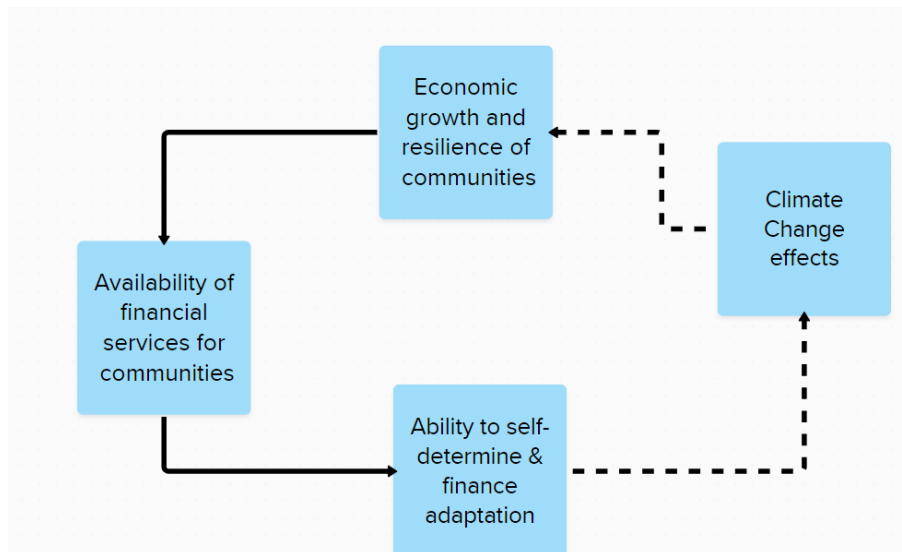 Economic
growth and
resilience of
communities
Climate
Change
effects
Availability of
financial
services for
communities
Ability to self-
determine &
finance
adaptation